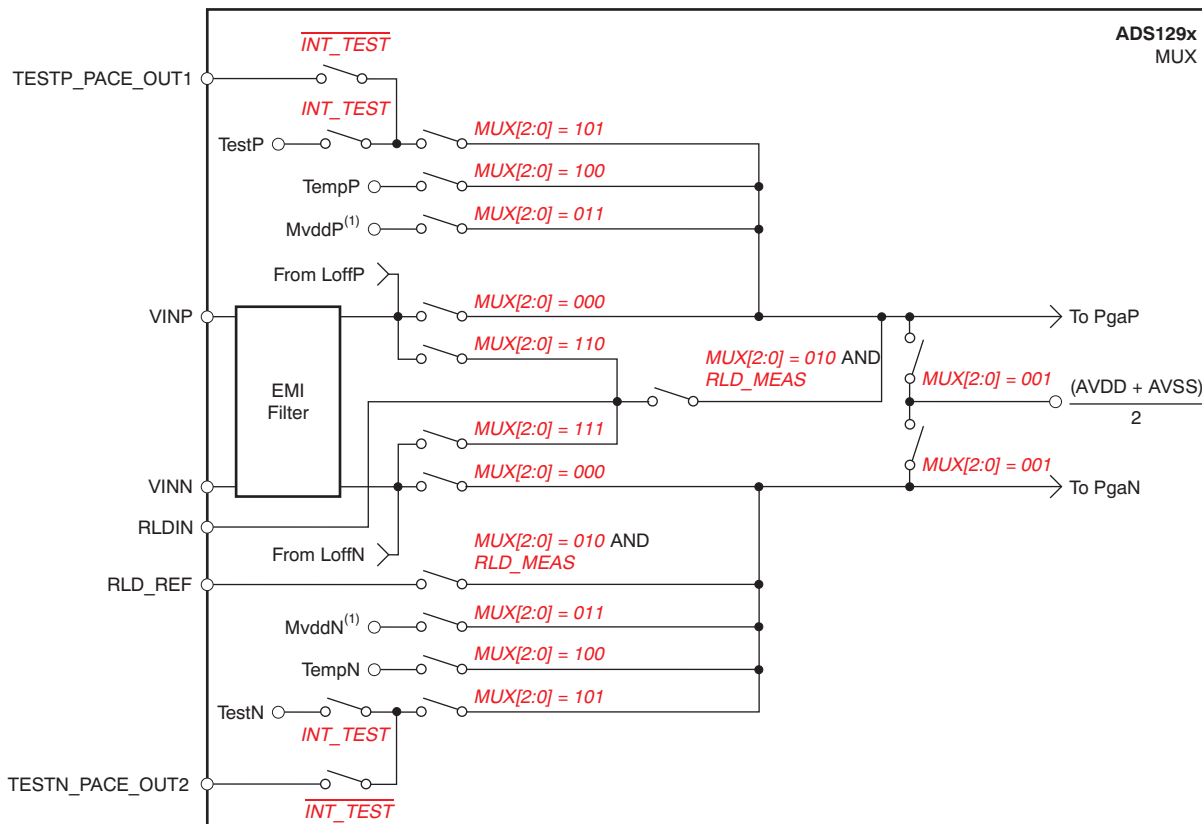 ADS129x
MUX
INT_TEST
TESTP_PACE_OUT1
INT_TEST
TestP
MUX[2:0] = 101
TempP
MUX[2:0] = 100
MvddP(1)
MUX[2:0] = 011
From LoffP
VINP
MUX[2:0] = 000
To PgaP
MUX[2:0] = 110
MUX[2:0] = 010 AND
RLD_MEAS
EMI
Filter
MUX[2:0] = 001
(AVDD + AVSS)
2
MUX[2:0] = 111
VINN
MUX[2:0] = 000
MUX[2:0] = 001
To PgaN
RLDIN
From LoffN
MUX[2:0] = 010 AND
RLD_MEAS
RLD_REF
MvddN(1)
MUX[2:0] = 011
TempN
MUX[2:0] = 100
TestN
MUX[2:0] = 101
INT_TEST
TESTN_PACE_OUT2
INT_TEST